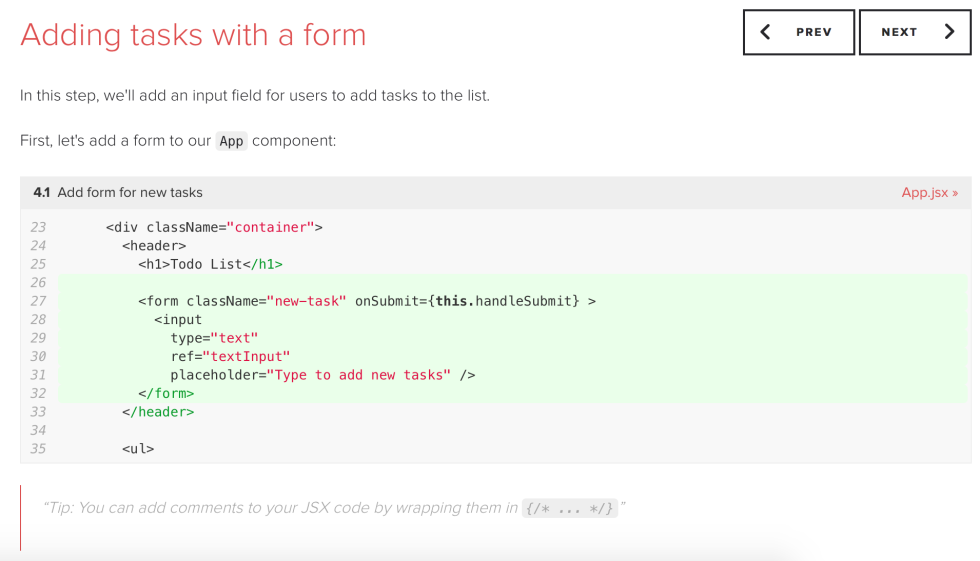 Adding tasks with a form
PREV
NEXT
In this step, we'll add an input field for users to add tasks to the list.
First, let's add a form to our App component:
4.1 Add form for new tasks
App.jsx »
23 <div className="container">
24 <header>
25 <h1>Todo List</h1>
26
27 <form className="new-task" onSubmit={this.handleSubmit} >
28 <input
29 type="text"
30 ref="textInput"
31 placeholder="Type to add new tasks" />
32 </form>
33 </header>
34
35 <ul>
“Tip: You can add comments to your JSX code by wrapping them in {/* ... */}”